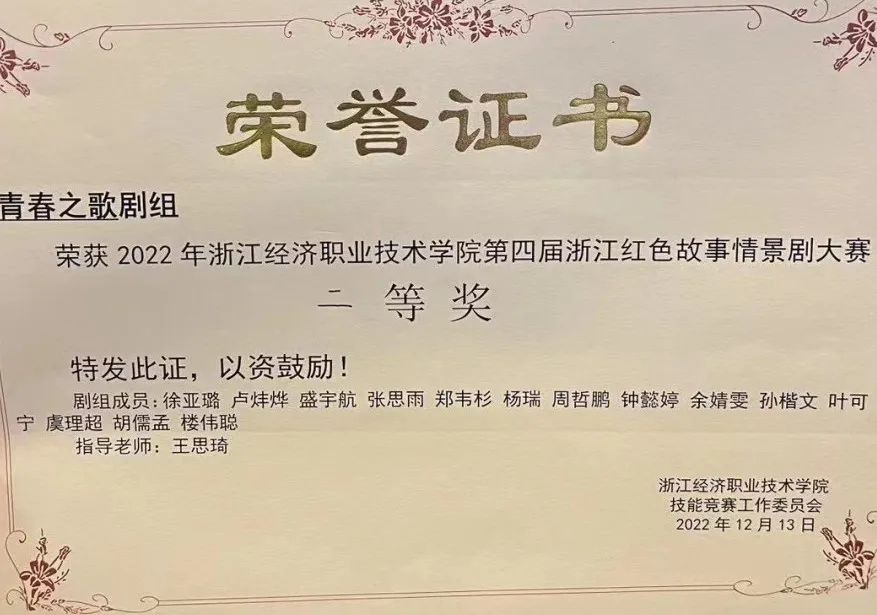 荣誉证书
青春之歌剧组
荣获 2022 年浙江经济职业技术学院第四届浙江红色故事情景剧大赛
二 等 奖
特发此证，以资鼓励！
剧组成员：徐亚璐 卢炜烨 盛宇航 张思雨 郑韦杉 杨瑞 周哲鹏 钟懿婷 余婧雯 孙楷文 叶可
宁 虞理超 胡儒孟 楼伟聪
指导老师：王思琦
浙江经济职业技术学院
技能竞赛工作委员会
2022 年 12 月 13 日